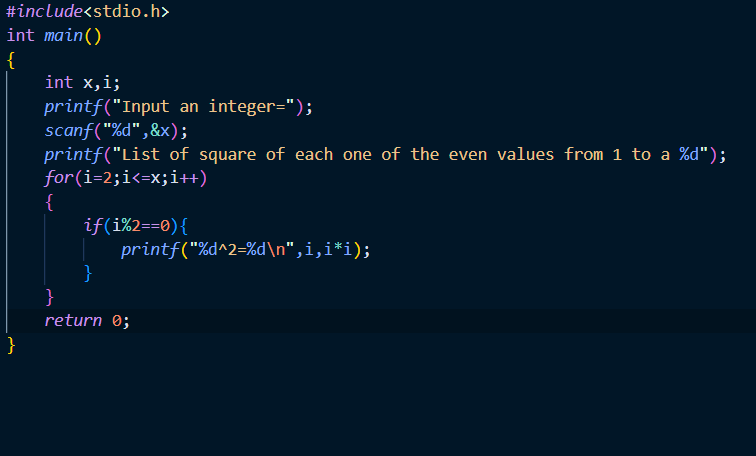 #include<stdio.h>
int main()
{
    int x,i;
    printf("Input an integer=");
    scanf("%d",&x);
    printf("List of square of each one of the even values from 1 to a %d");
    for(i=2;i<=x;i++)
    {
        if(i%2==0){
            printf("%d^2=%d\n",i,i*i);
        }
    }
    return 0;
}